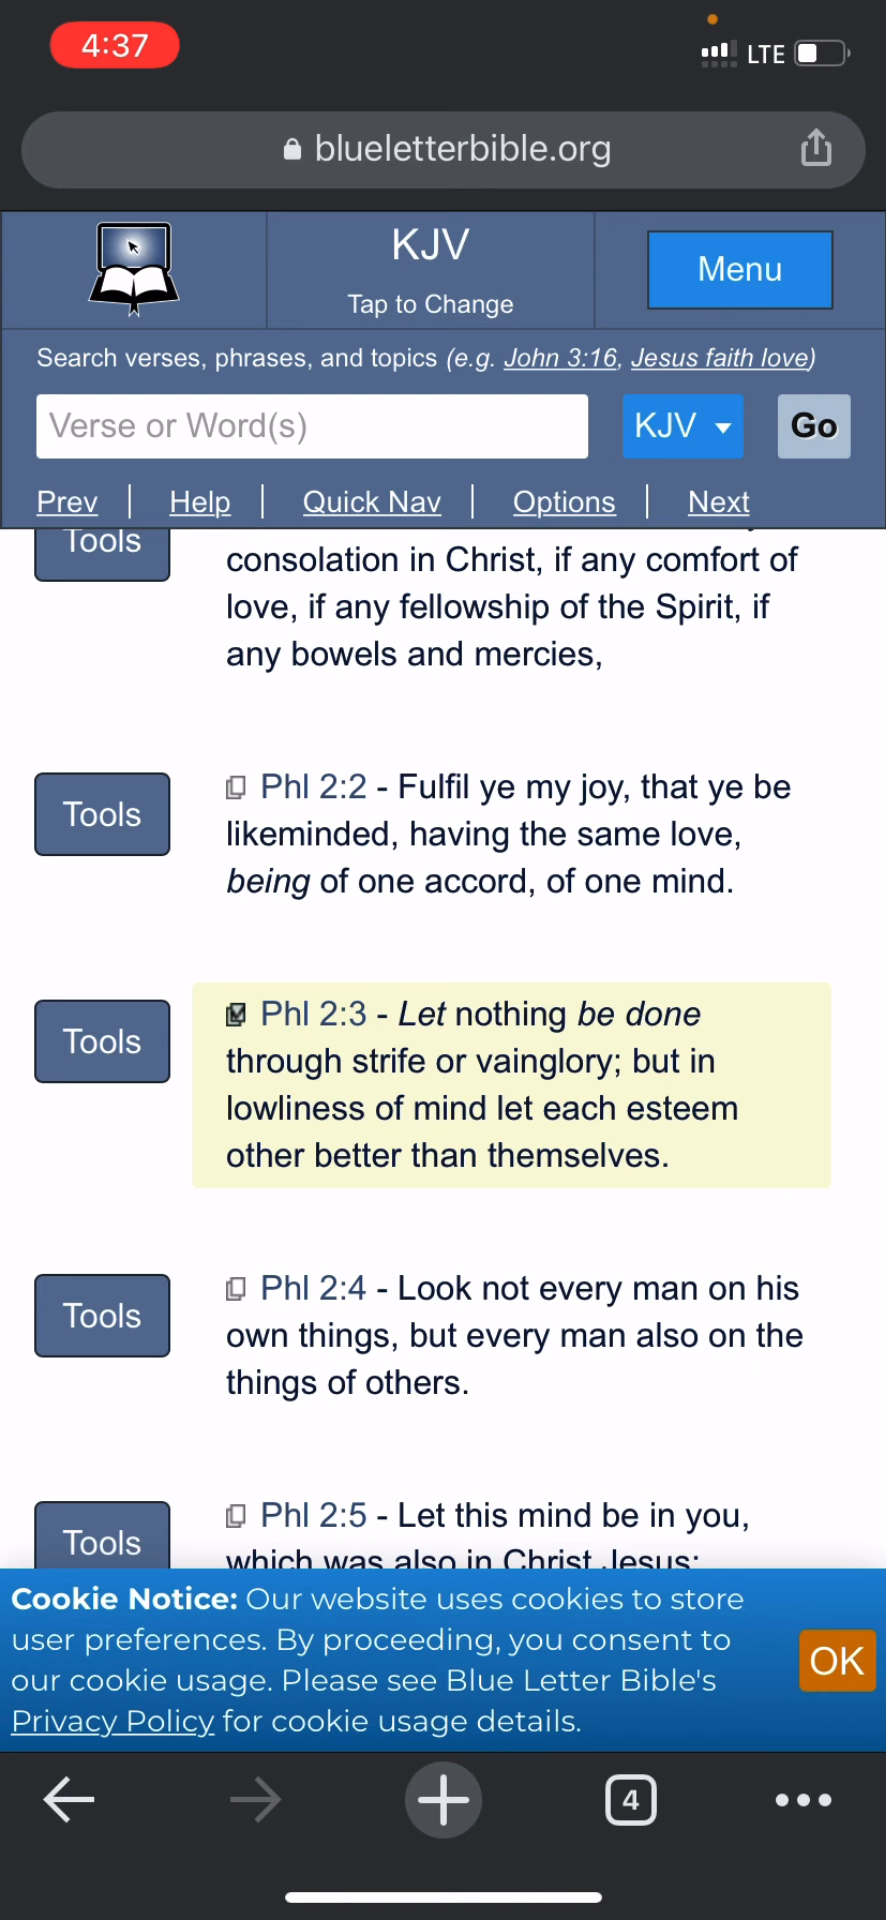 4:37
LTE
blueletterbible.org
KJV
Tap to Change
Menu
Search verses, phrases, and topics (e.g. John 3:16, Jesus faith love)
Verse or Word(s)
KJV
Go
Prev | Help | Quick Nav | Options | Next
Tools
consolation in Christ, if any comfort of
love, if any fellowship of the Spirit, if
any bowels and mercies,
Tools
Phl 2:2 - Fulfil ye my joy, that ye be
likeminded, having the same love,
being of one accord, of one mind.
Tools
Phl 2:3 - Let nothing be done
through strife or vainglory; but in
lowliness of mind let each esteem
other better than themselves.
Tools
Phl 2:4 - Look not every man on his
own things, but every man also on the
things of others.
Tools
Phl 2:5 - Let this mind be in you,
which was also in Christ Jesus:
Cookie Notice: Our website uses cookies to store
user preferences. By proceeding, you consent to
our cookie usage. Please see Blue Letter Bible's
Privacy Policy for cookie usage details.
OK
4